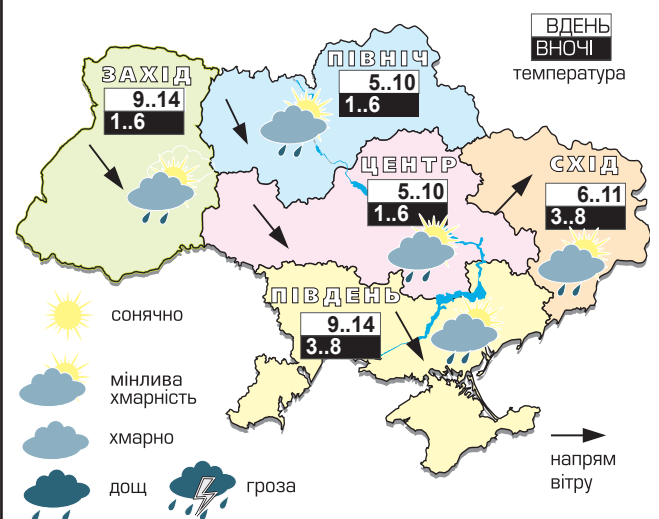 ВДЕНЬ
ВНОЧІ
температура
ЗАХІД
9..14
1..6
ПІВНІЧ
5..10
1..6
ЦЕНТР
5..10
1..6
СХІД
6..11
3..8
ПІВДЕНЬ
9..14
3..8
сонячно
мінлива
хмарність
хмарно
дощ
гроза
напрям
вітру